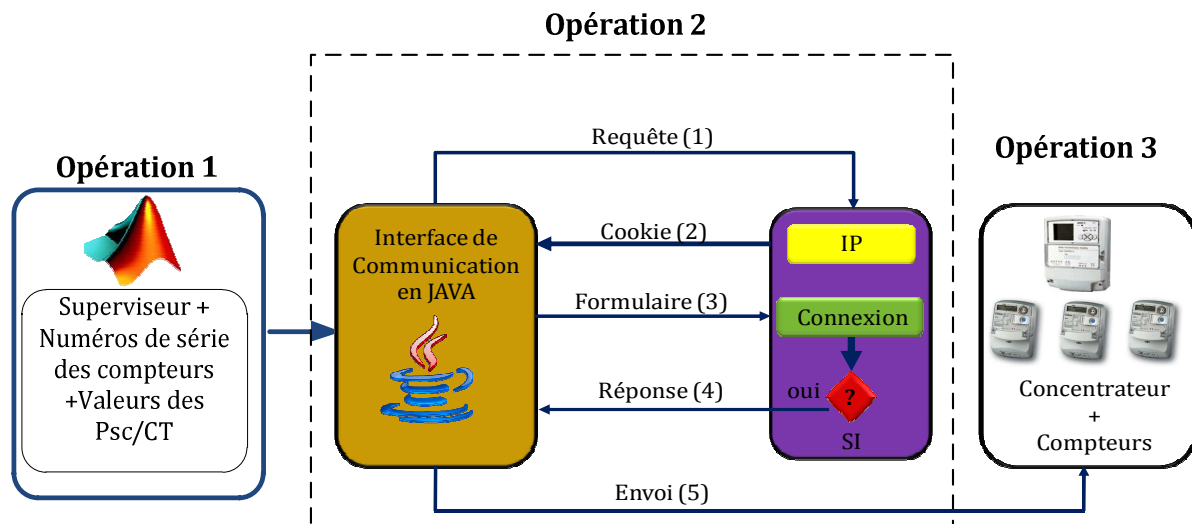 Opération 2
Opération 1
Opération 3
Superviseur +
Numéros de série
des compteurs
+Valeurs des
Psc/CT
Interface de
Communication
en JAVA
Requête (1)
Cookie (2)
Formulaire (3)
Réponse (4)
Envoi (5)
IP
Connexion
oui
?
SI
Concentrateur
+
Compteurs